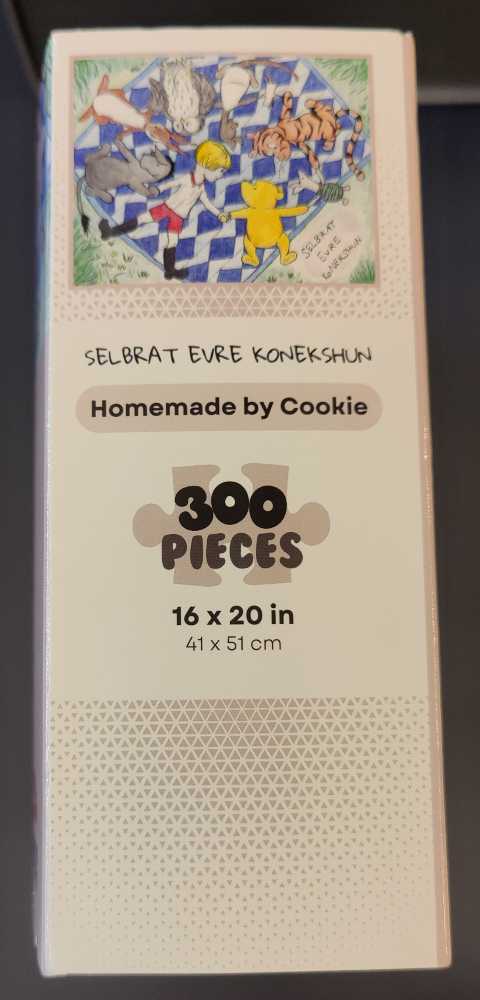 SELBRAT
EVRE
KONEKSHUN
SELBRAT EVRE KONEKSHUN
Homemade by Cookie
300
PIECES
16 x 20 in
41 x 51 cm